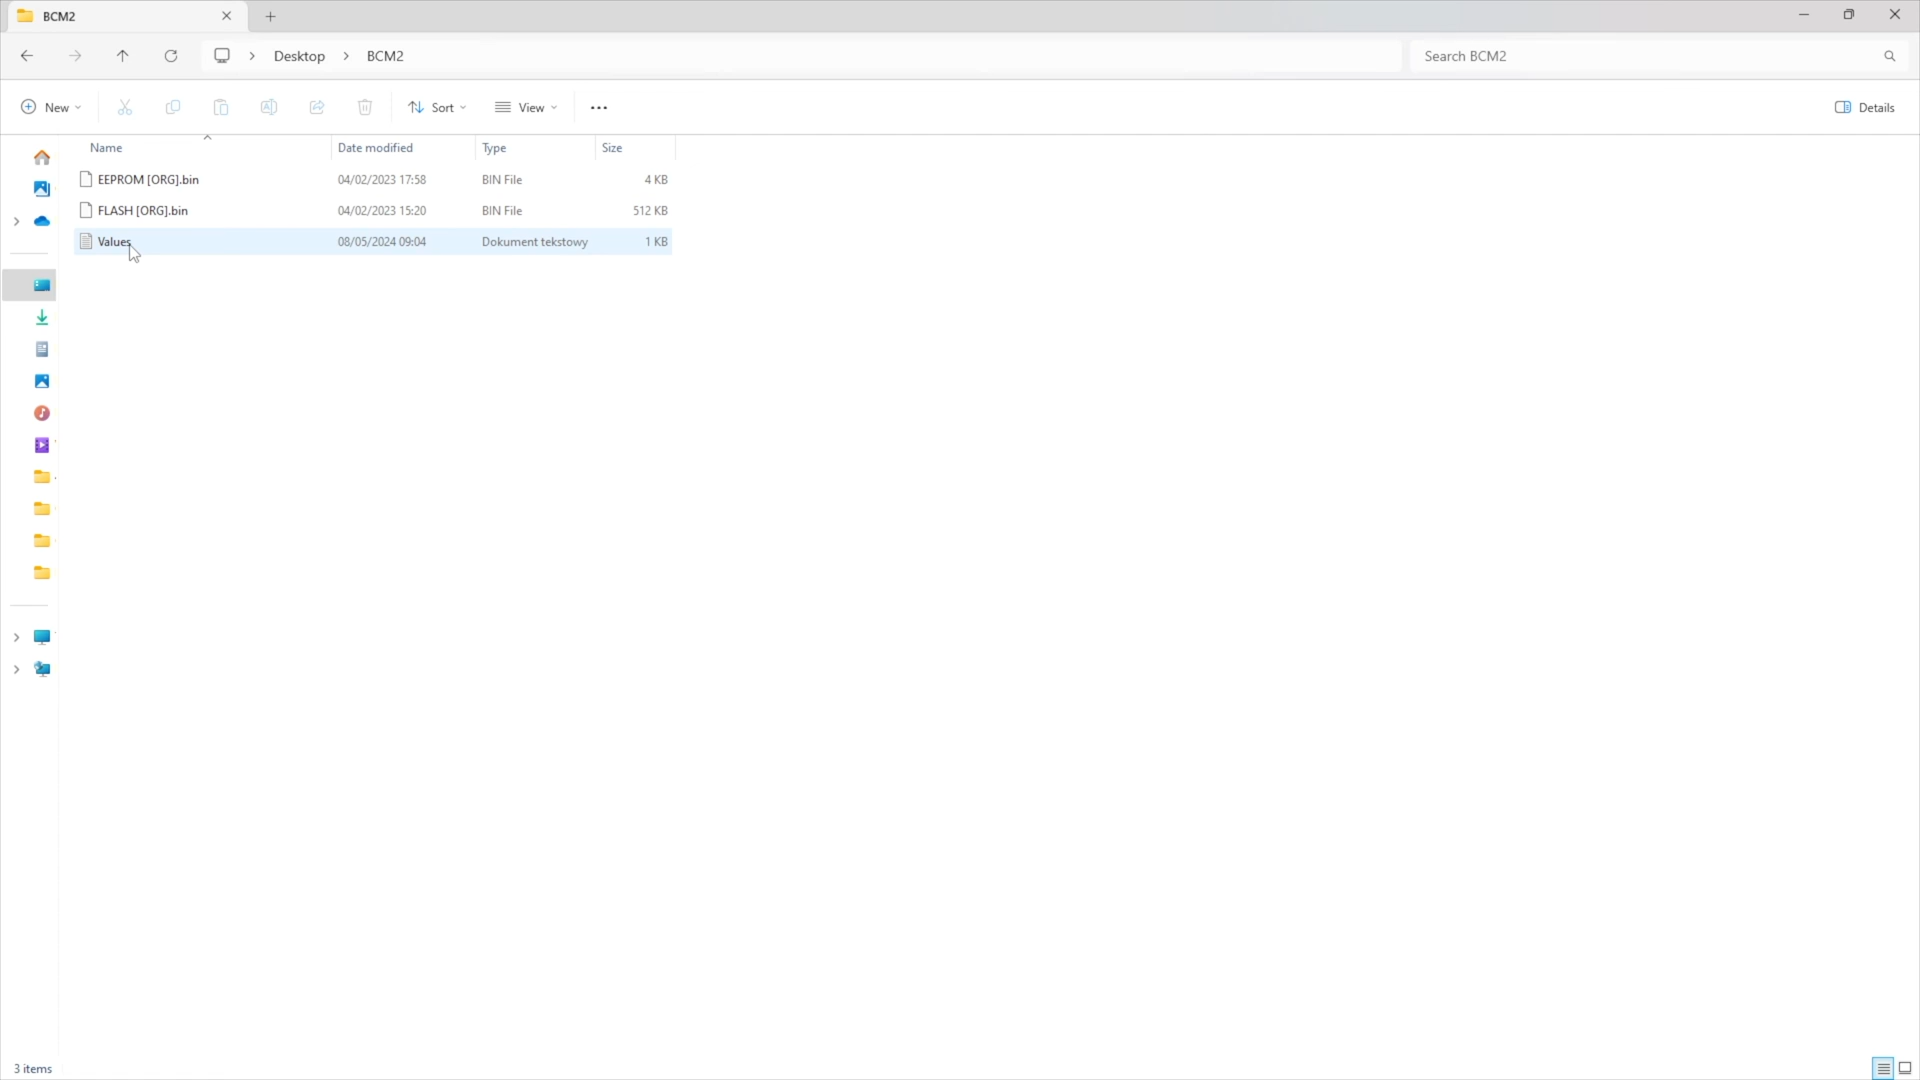 BCM2
Desktop > BCM2
Search BCM2
New
Sort
View
Details
Name Date modified Type Size
EEPROM [ORG].bin 04/02/2023 17:58 BIN File 4 KB
FLASH [ORG].bin 04/02/2023 15:20 BIN File 512 KB
Values 08/05/2024 09:04 Dokument tekstowy 1 KB
3 items